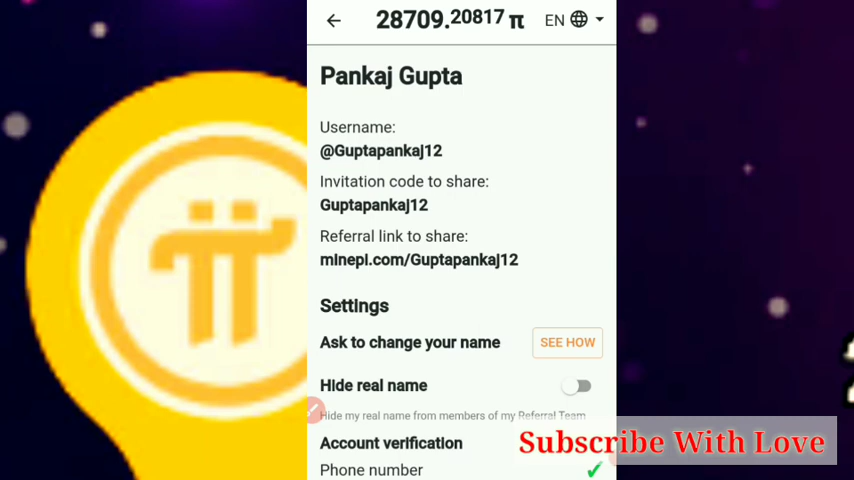 28709.20817 π EN
Pankaj Gupta
Username:
@Guptapankaj12
Invitation code to share:
Guptapankaj12
Referral link to share:
minepi.com/Guptapankaj12
Settings
Ask to change your name SEE HOW
Hide real name
Hide my real name from members of my Referral Team
Account verification
Subscribe With Love
Phone number